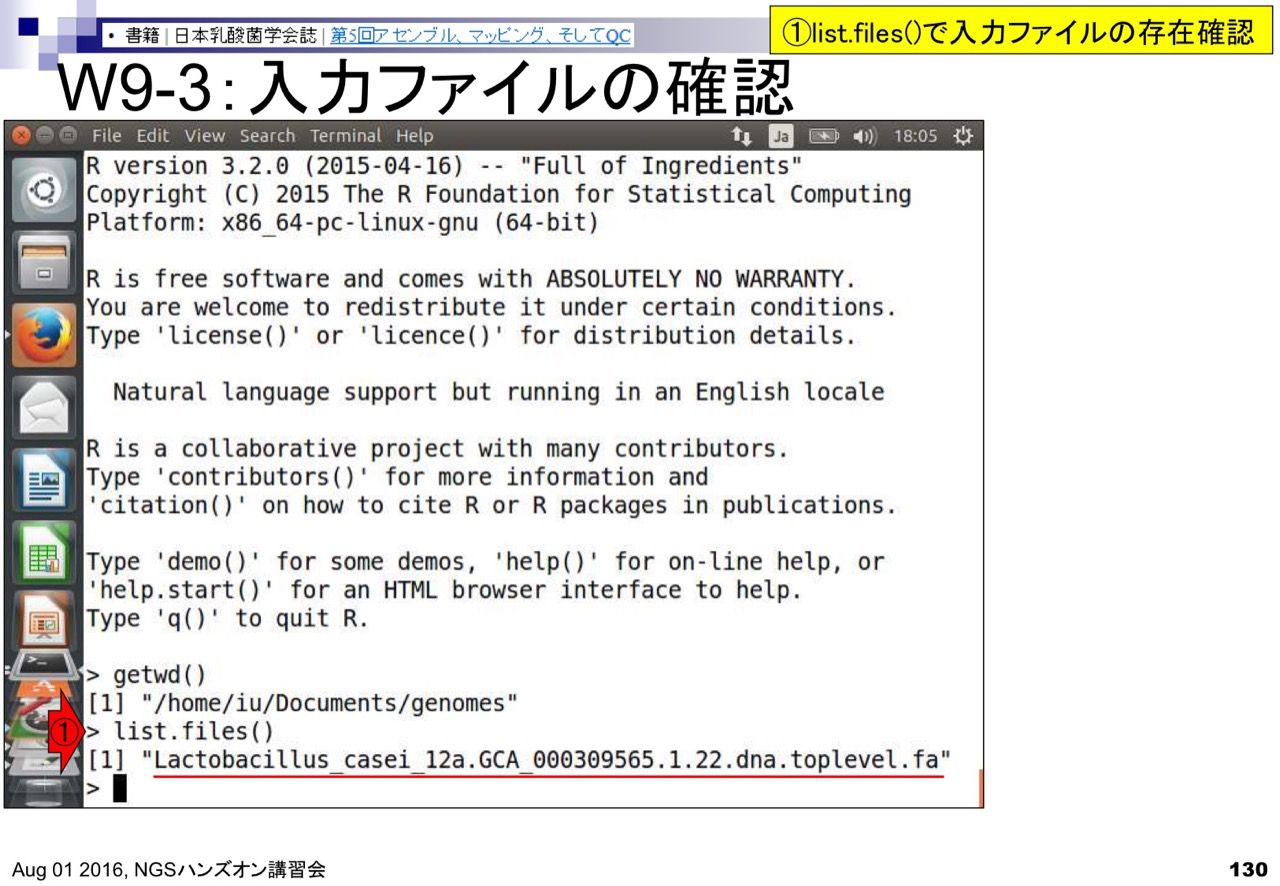 • 書籍 | 日本乳酸菌学会誌 | 第5回アセンブル、マッピング、そしてQC
①list.files()で入力ファイルの存在確認
W9-3：入力ファイルの確認
File Edit View Search Terminal Help
Ja
18:05
R version 3.2.0 (2015-04-16) -- "Full of Ingredients"
Copyright (C) 2015 The R Foundation for Statistical Computing
Platform: x86_64-pc-linux-gnu (64-bit)
R is free software and comes with ABSOLUTELY NO WARRANTY.
You are welcome to redistribute it under certain conditions.
Type 'license()' or 'licence()' for distribution details.
Natural language support but running in an English locale
R is a collaborative project with many contributors.
Type 'contributors()' for more information and
'citation()' on how to cite R or R packages in publications.
Type 'demo()' for some demos, 'help()' for on-line help, or
'help.start()' for an HTML browser interface to help.
Type 'q()' to quit R.
> getwd()
[1] "/home/iu/Documents/genomes"
① > list.files()
[1] "Lactobacillus_casei_12a.GCA_000309565.1.22.dna.toplevel.fa"
>
Aug 01 2016, NGSハンズオン講習会
130